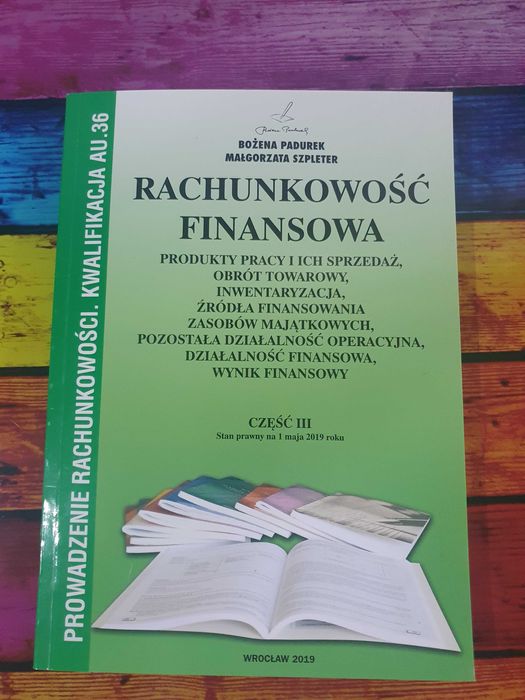 PROWADZENIE RACHUNKOWOŚCI. KWALIFIKACJA AU.36
BOŻENA PADUREK
MAŁGORZATA SZPLETER
RACHUNKOWOŚĆ
FINANSOWA
PRODUKTY PRACY I ICH SPRZEDAŻ,
OBRÓT TOWAROWY,
INWENTARYZACJA,
ŹRÓDŁA FINANSOWANIA
ZASOBÓW MAJĄTKOWYCH,
POZOSTAŁA DZIAŁALNOŚĆ OPERACYJNA,
DZIAŁALNOŚĆ FINANSOWA,
WYNIK FINANSOWY
CZĘŚĆ III
Stan prawny na 1 maja 2019 roku
WROCŁAW 2019